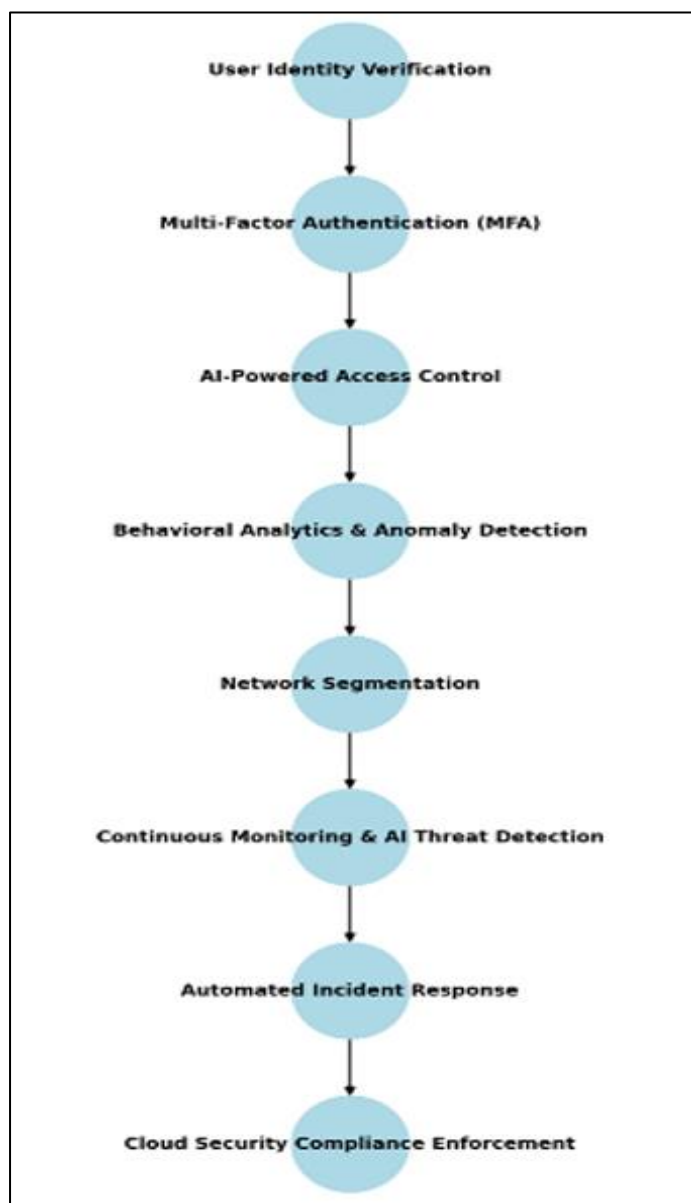 User Identity Verification
Multi-Factor Authentication (MFA)
AI-Powered Access Control
Behavioral Analytics & Anomaly Detection
Network Segmentation
Continuous Monitoring & AI Threat Detection
Automated Incident Response
Cloud Security Compliance Enforcement